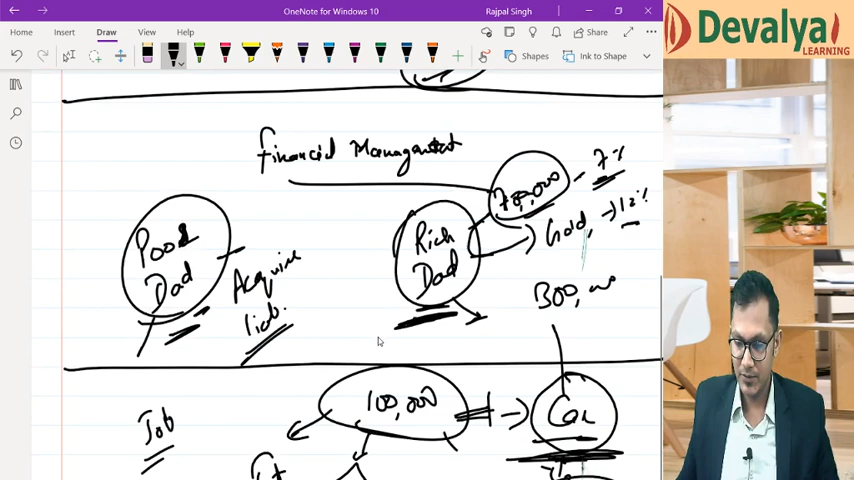 OneNote for Windows 10
Rajpal Singh
Devalya
LEARNING
Home Insert Draw View Help
Share
Shapes
Ink to Shape
Financial Management
700,000 - 7%
Poor
Dad
Acquire
liab.
Rich
Dad
Gold, → 12%
300,000
100,000
Car
Job